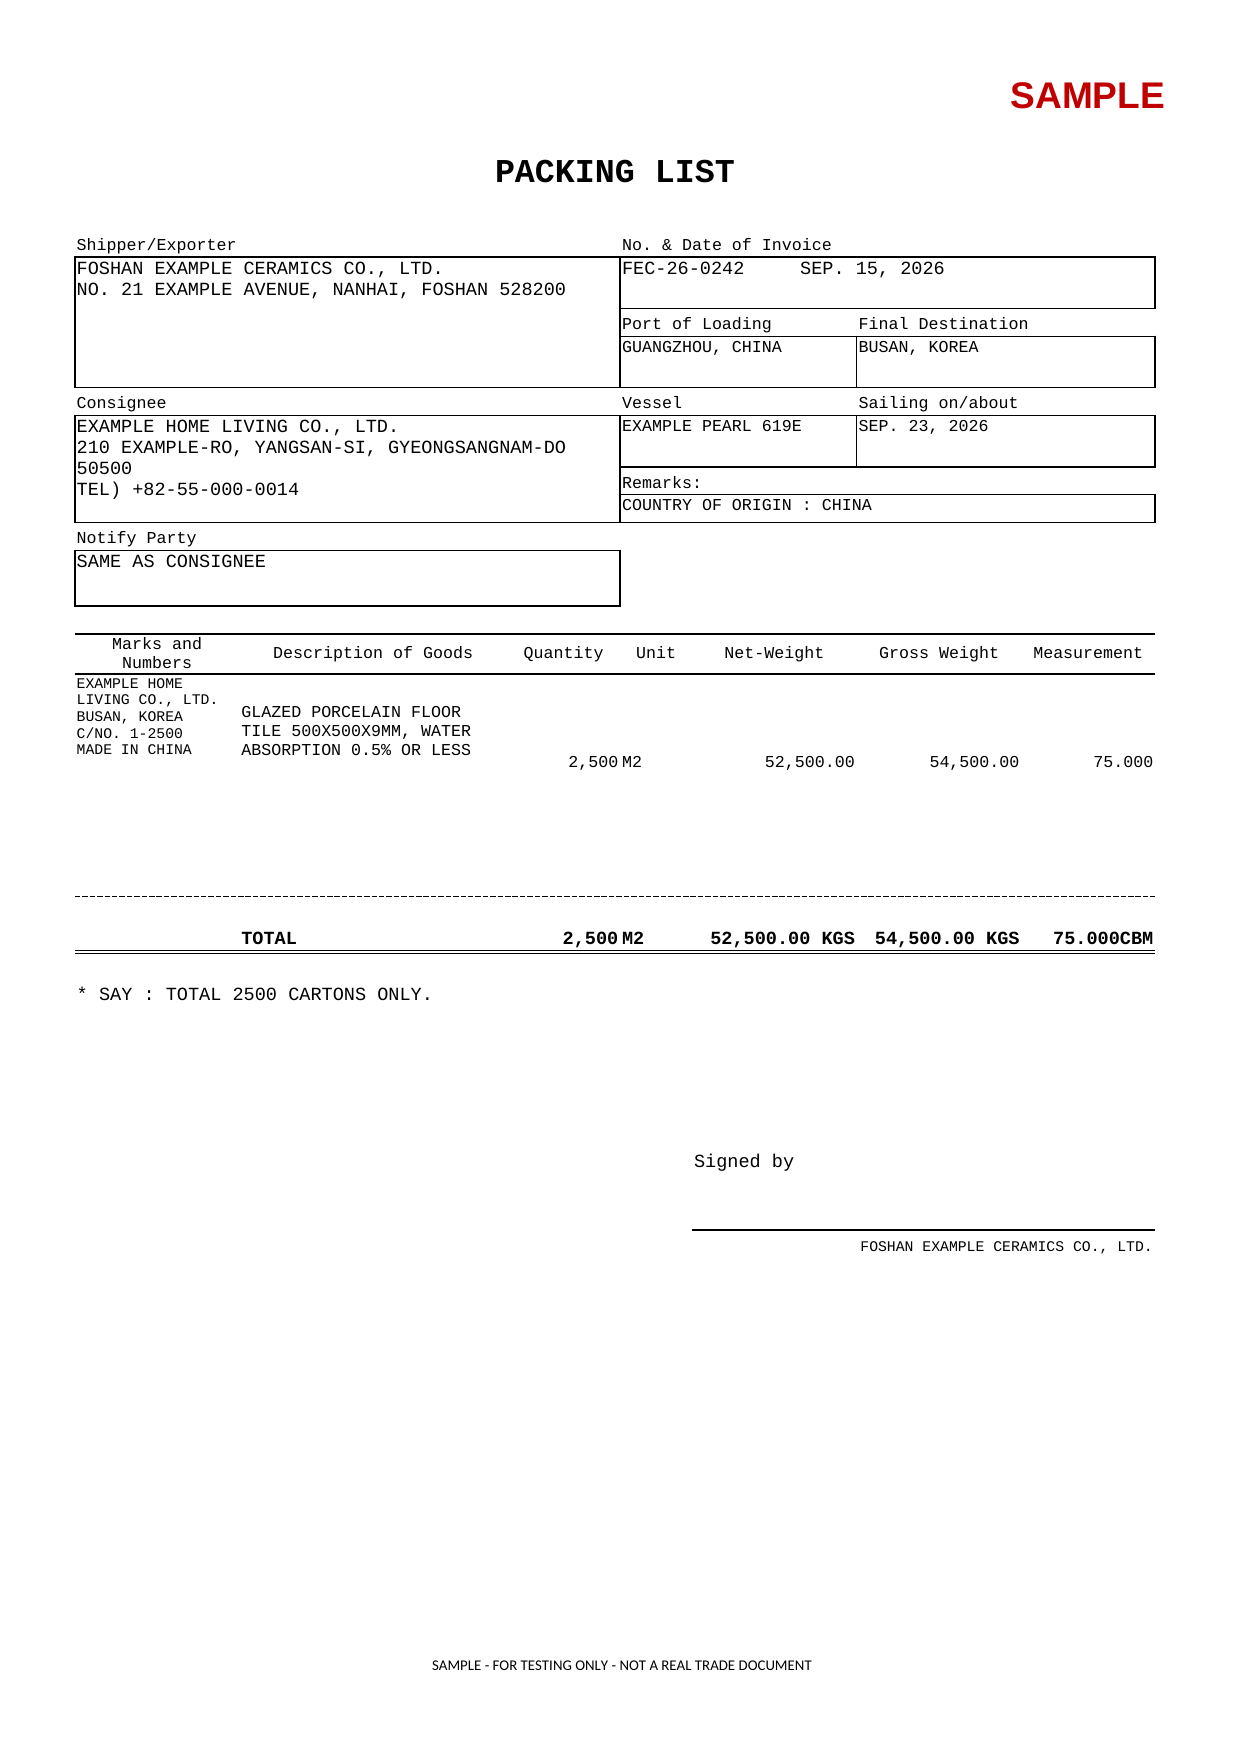 SAMPLE
PACKING LIST
Shipper/Exporter
No. & Date of Invoice
FOSHAN EXAMPLE CERAMICS CO., LTD.
NO. 21 EXAMPLE AVENUE, NANHAI, FOSHAN 528200
FEC-26-0242 SEP. 15, 2026
Port of Loading Final Destination
GUANGZHOU, CHINA BUSAN, KOREA
Consignee
Vessel Sailing on/about
EXAMPLE HOME LIVING CO., LTD.
210 EXAMPLE-RO, YANGSAN-SI, GYEONGSANGNAM-DO
50500
TEL) +82-55-000-0014
EXAMPLE PEARL 619E SEP. 23, 2026
Remarks:
COUNTRY OF ORIGIN : CHINA
Notify Party
SAME AS CONSIGNEE
Marks and
Numbers
Description of Goods Quantity Unit Net-Weight Gross Weight Measurement
EXAMPLE HOME
LIVING CO., LTD.
BUSAN, KOREA
C/NO. 1-2500
MADE IN CHINA
GLAZED PORCELAIN FLOOR
TILE 500X500X9MM, WATER
ABSORPTION 0.5% OR LESS
2,500 M2 52,500.00 54,500.00 75.000
TOTAL 2,500 M2 52,500.00 KGS 54,500.00 KGS 75.000CBM
* SAY : TOTAL 2500 CARTONS ONLY.
Signed by
FOSHAN EXAMPLE CERAMICS CO., LTD.
SAMPLE - FOR TESTING ONLY - NOT A REAL TRADE DOCUMENT